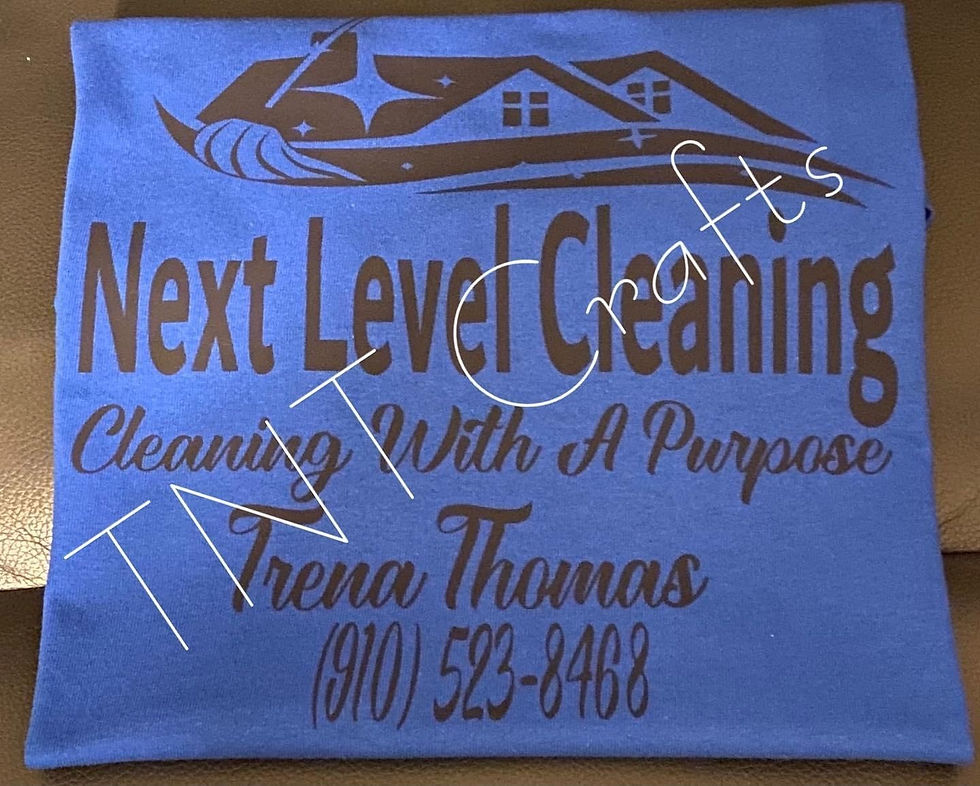 Next Level Cleaning
Cleaning With A Purpose
Trena Thomas
(910) 523-8468
TNT Crafts